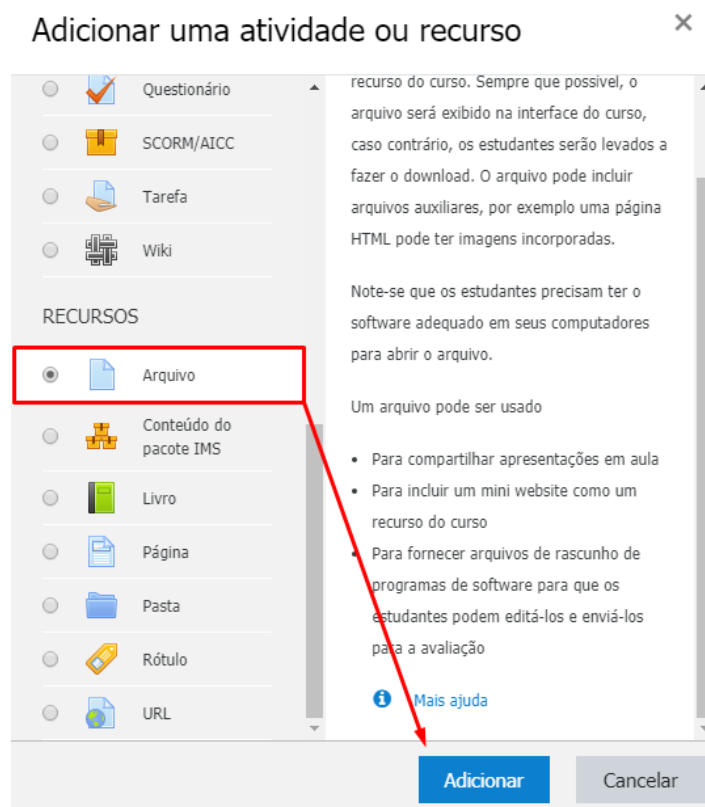 Adicionar uma atividade ou recurso
×
Questionário
SCORM/AICC
Tarefa
Wiki
RECURSOS
Arquivo
Conteúdo do
pacote IMS
Livro
Página
Pasta
Rótulo
URL
recurso do curso. Sempre que possível, o
arquivo será exibido na interface do curso,
caso contrário, os estudantes serão levados a
fazer o download. O arquivo pode incluir
arquivos auxiliares, por exemplo uma página
HTML pode ter imagens incorporadas.
Note-se que os estudantes precisam ter o
software adequado em seus computadores
para abrir o arquivo.
Um arquivo pode ser usado
• Para compartilhar apresentações em aula
• Para incluir um mini website como um
recurso do curso
• Para fornecer arquivos de rascunho de
programas de software para que os
estudantes podem editá-los e enviá-los
para a avaliação
Mais ajuda
Adicionar
Cancelar